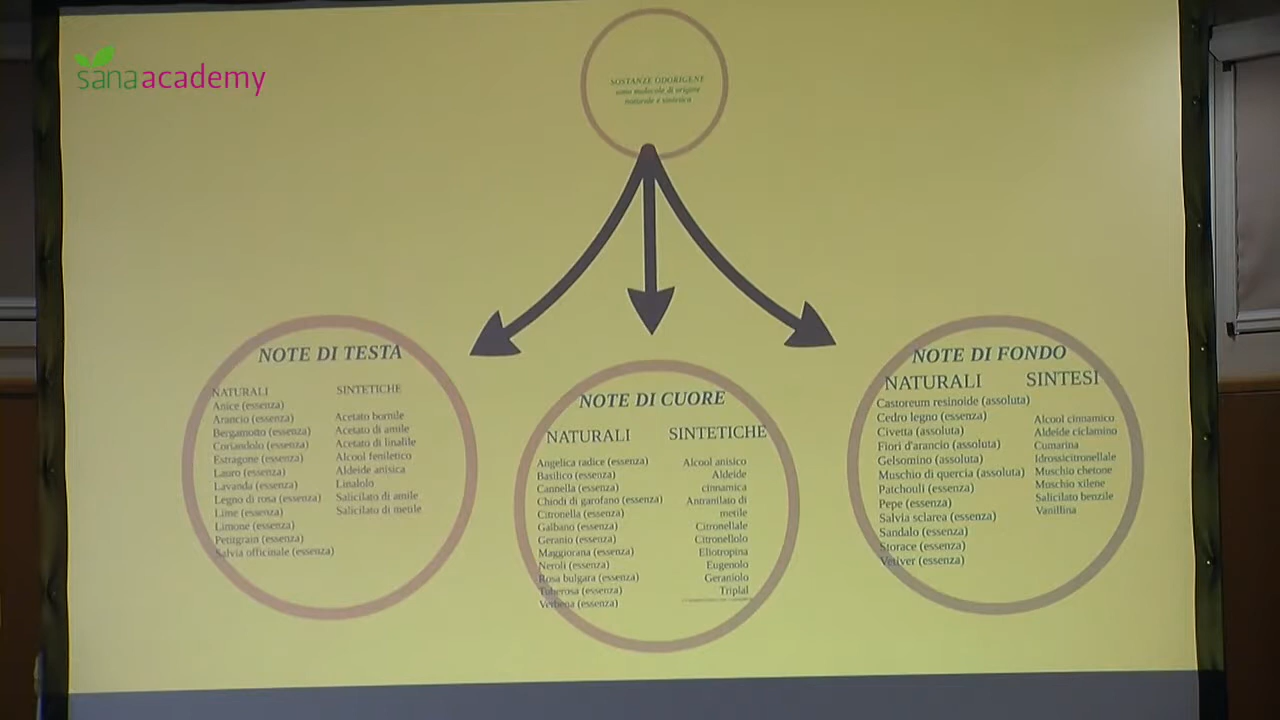 sanaacademy
SOSTANZE ODORIGENE
sono molecole di origine
naturale e sintetica
NOTE DI TESTA
NATURALI
Anice (essenza)
Arancio (essenza)
Bergamotto (essenza)
Coriandolo (essenza)
Estragone (essenza)
Lauro (essenza)
Lavanda (essenza)
Legno di rosa (essenza)
Lime (essenza)
Limone (essenza)
Petitgrain (essenza)
Salvia officinale (essenza)
SINTETICHE
Acetato bornile
Acetato di amile
Acetato di linalile
Alcool feniletico
Aldeide anisica
Linalolo
Salicilato di amile
Salicilato di metile
NOTE DI CUORE
NATURALI
Angelica radice (essenza)
Basilico (essenza)
Cannella (essenza)
Chiodi di garofano (essenza)
Citronella (essenza)
Galbano (essenza)
Geranio (essenza)
Maggiorana (essenza)
Neroli (essenza)
Rosa bulgara (essenza)
Tuberosa (essenza)
Verbena (essenza)
SINTETICHE
Alcool anisico
Aldeide
cinnamica
Antranilato di
metile
Citronellale
Citronellolo
Eliotropina
Eugenolo
Geraniolo
Triplal
NOTE DI FONDO
NATURALI
Castoreum resinoide (assoluta)
Cedro legno (essenza)
Civetta (assoluta)
Fiori d'arancio (assoluta)
Gelsomino (assoluta)
Muschio di quercia (assoluta)
Patchouli (essenza)
Pepe (essenza)
Salvia sclarea (essenza)
Sandalo (essenza)
Storace (essenza)
Vetiver (essenza)
SINTESI
Alcool cinnamico
Aldeide ciclamino
Cumarina
Idrossicitronellale
Muschio chetone
Muschio xilene
Salicilato benzile
Vanillina